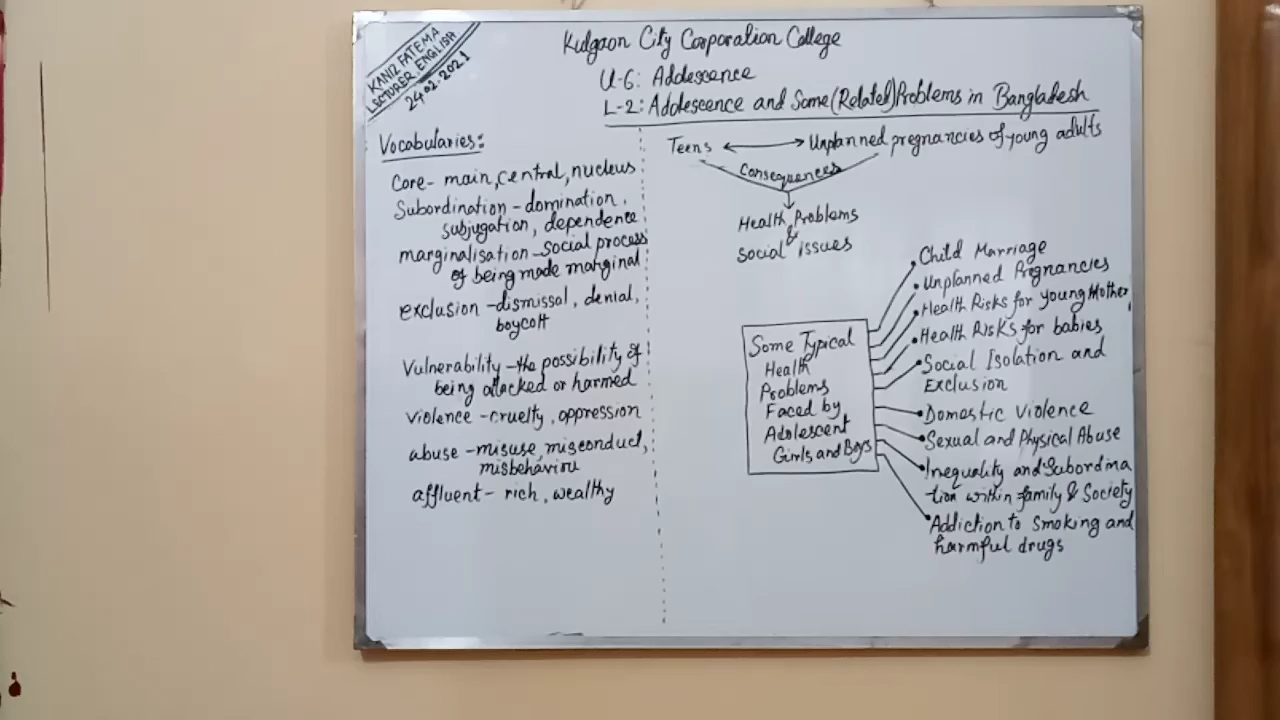 KANIZ FATEMA
LECTURER, ENGLISH
24.02.2021
Kulgaon City Corporation College
U-6: Adolescence
L-2: Adolescence and Some (Related) Problems in Bangladesh
Vocabularies:
Core- main, central, nucleus
Subordination - domination,
subjugation, dependence
marginalisation - social process
of being made marginal
exclusion - dismissal, denial,
boycott
Vulnerability - the possibility of
being attacked or harmed
violence - cruelty, oppression
abuse - misuse, misconduct,
misbehaviou
affluent - rich, wealthy
Teens ↔ Unplanned pregnancies of young adults
Consequences
Health Problems
&
Social issues
Some Typical
Health
Problems
Faced by
Adolescent
Girls and Boys
Child Marriage
Unplanned Pregnancies
Health Risks for young Mother
Health Risks for babies
Social Isolation and
Exclusion
Domestic Violence
Sexual and Physical Abuse
Inequality and Subordina
tion within family & Society
Addiction to smoking and
harmful drugs